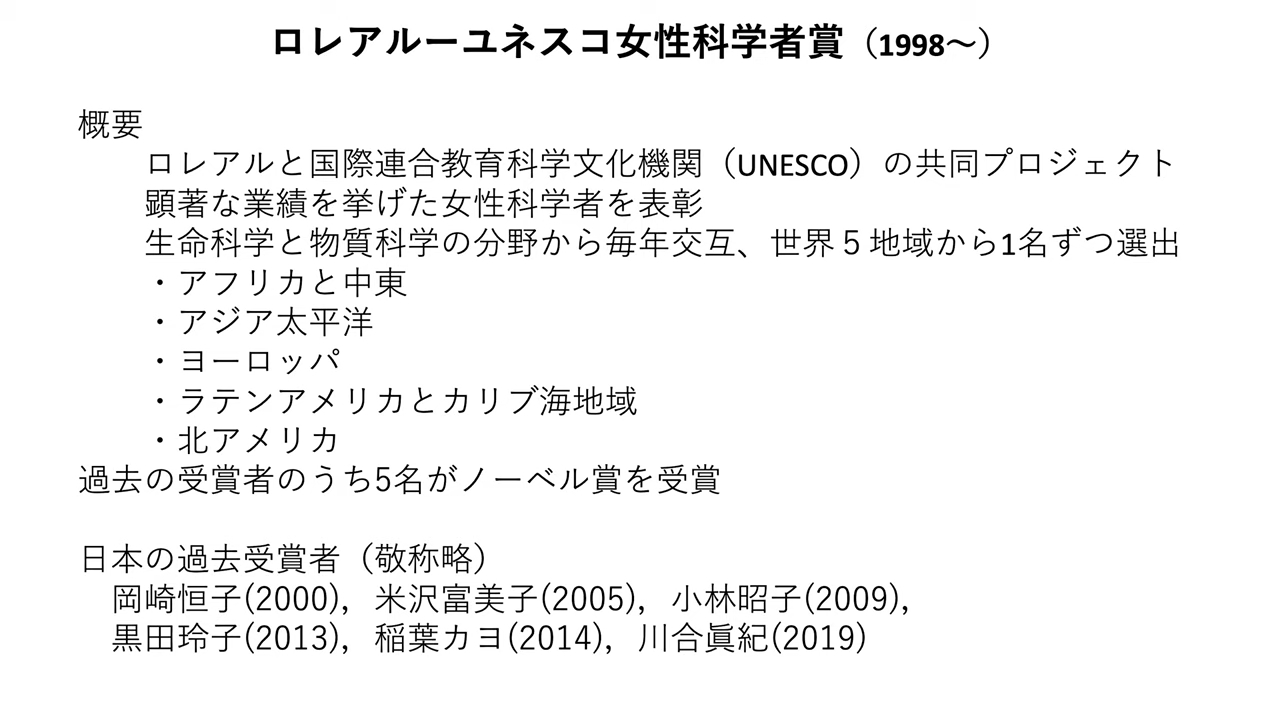 ロレアルーユネスコ女性科学者賞（1998～）
概要
ロレアルと国際連合教育科学文化機関（UNESCO）の共同プロジェクト
顕著な業績を挙げた女性科学者を表彰
生命科学と物質科学の分野から毎年交互、世界５地域から1名ずつ選出
・アフリカと中東
・アジア太平洋
・ヨーロッパ
・ラテンアメリカとカリブ海地域
・北アメリカ
過去の受賞者のうち5名がノーベル賞を受賞
日本の過去受賞者（敬称略）
岡崎恒子(2000)，米沢富美子(2005)，小林昭子(2009)，
黒田玲子(2013)，稲葉カヨ(2014)，川合眞紀(2019)